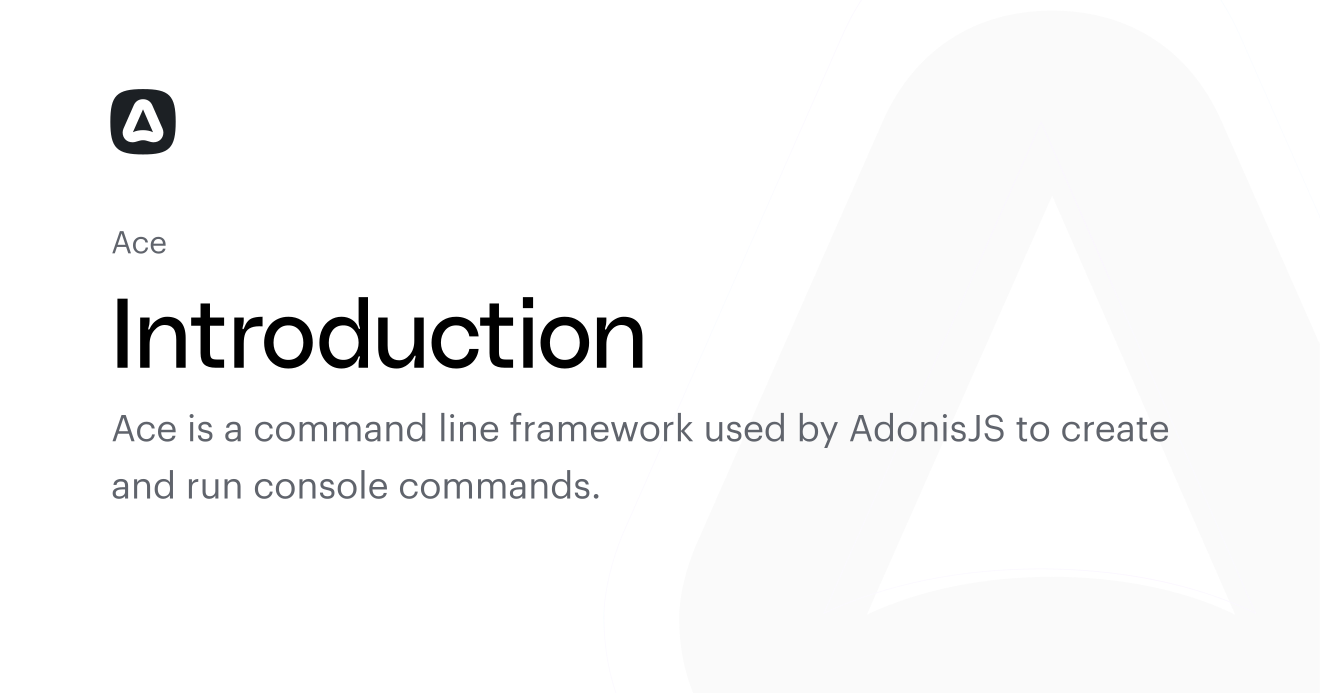 Ace
Introduction
Ace is a command line framework used by AdonisJS to create
and run console commands.